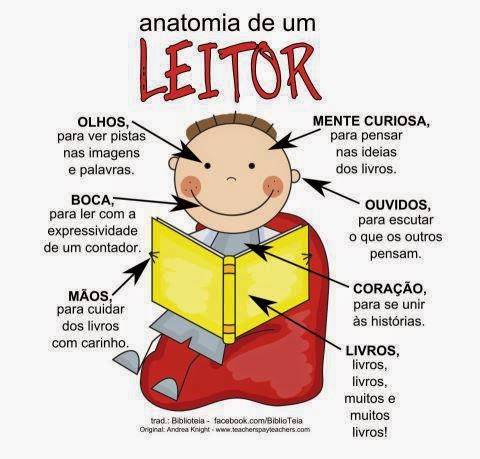 anatomia de um
LEITOR
OLHOS,
para ver pistas
nas imagens
e palavras.
MENTE CURIOSA,
para pensar
nas ideias
dos livros.
BOCA,
para ler com a
expressividade
de um contador.
OUVIDOS,
para escutar
o que os outros
pensam.
MÃOS,
para cuidar
dos livros
com carinho.
CORAÇÃO,
para se unir
às histórias.
LIVROS,
livros,
livros,
muitos e
muitos
livros!
trad.: Biblioteia - facebook.com/BiblioTeia
Original: Andrea Knight - www.teacherspayteachers.com